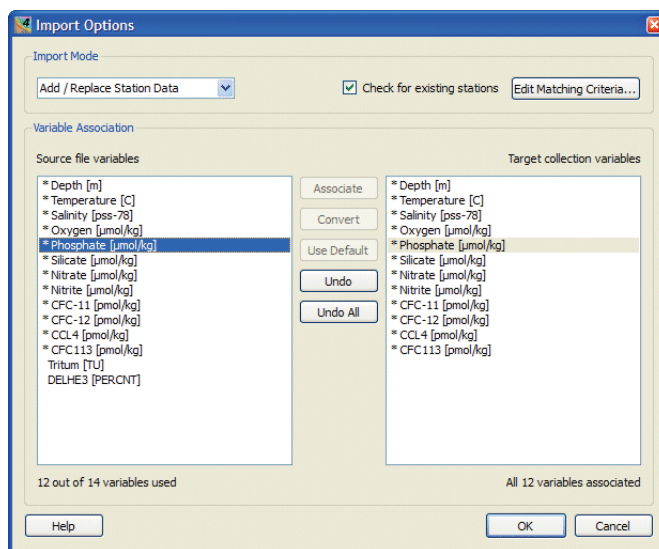 4 Import Options
Import Mode
Add / Replace Station Data
Check for existing stations
Edit Matching Criteria...
Variable Association
Source file variables
Target collection variables
* Depth [m]
* Temperature [C]
* Salinity [pss-78]
* Oxygen [µmol/kg]
* Phosphate [µmol/kg]
* Silicate [µmol/kg]
* Nitrate [µmol/kg]
* Nitrite [µmol/kg]
* CFC-11 [pmol/kg]
* CFC-12 [pmol/kg]
* CCL4 [pmol/kg]
* CFC113 [pmol/kg]
Tritum [TU]
DELHE3 [PERCNT]
Associate
Convert
Use Default
Undo
Undo All
* Depth [m]
* Temperature [C]
* Salinity [pss-78]
* Oxygen [µmol/kg]
* Phosphate [µmol/kg]
* Silicate [µmol/kg]
* Nitrate [µmol/kg]
* Nitrite [µmol/kg]
* CFC-11 [pmol/kg]
* CFC-12 [pmol/kg]
* CCL4 [pmol/kg]
* CFC113 [pmol/kg]
12 out of 14 variables used
All 12 variables associated
Help
OK
Cancel